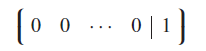 [ 0 0 ⋯ 0 | 1 ]